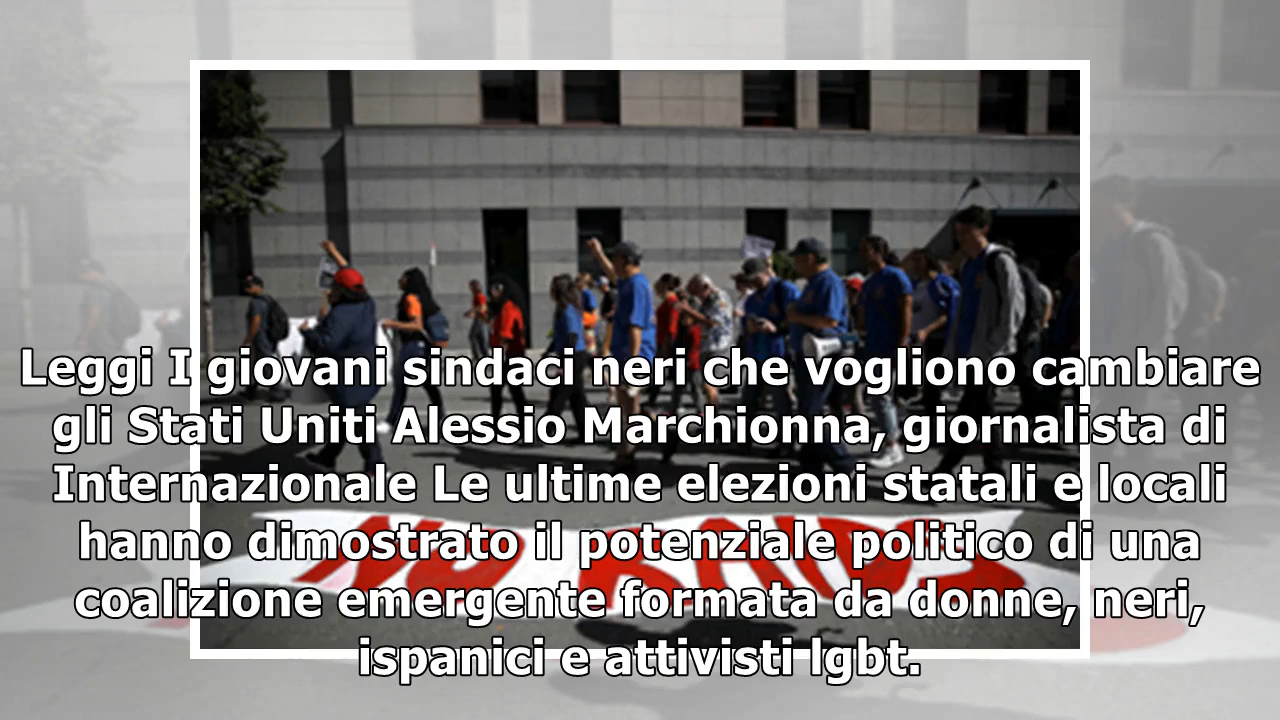 Leggi I giovani sindaci neri che vogliono cambiare
gli Stati Uniti Alessio Marchionna, giornalista di
Internazionale Le ultime elezioni statali e locali
hanno dimostrato il potenziale politico di una
coalizione emergente formata da donne, neri,
ispanici e attivisti lgbt.
NO